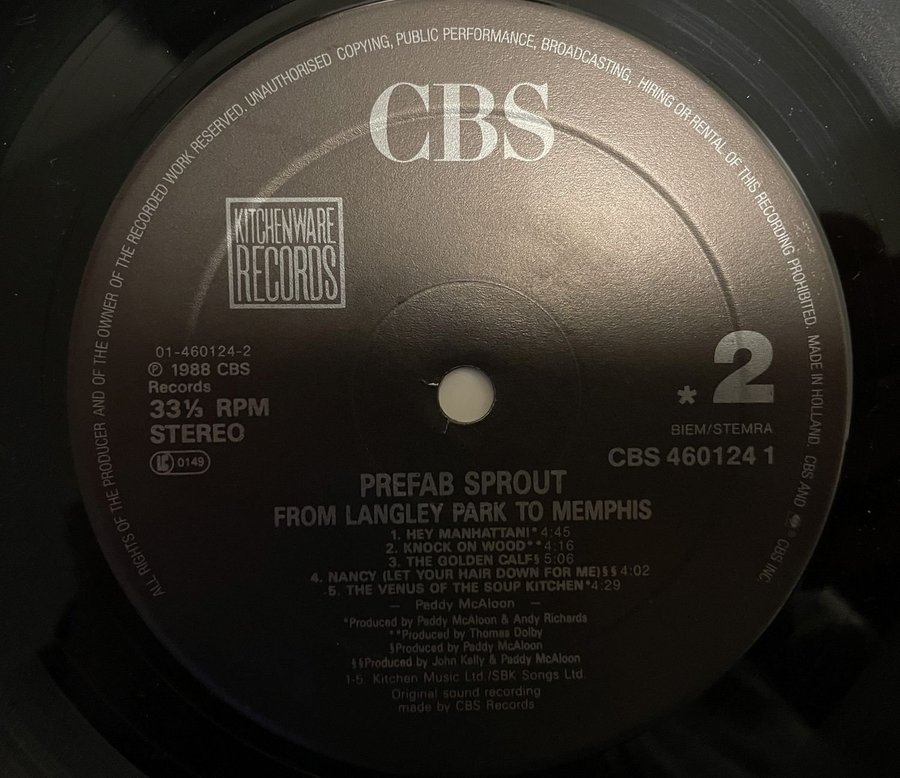 ALL RIGHTS OF THE PRODUCER AND OF THE OWNER OF THE RECORDED WORK RESERVED. UNAUTHORISED COPYING, PUBLIC PERFORMANCE, BROADCASTING, HIRING OR RENTAL OF THIS RECORDING PROHIBITED. MADE IN HOLLAND. CBS AND CBS INC
CBS
KITCHENWARE
RECORDS
01-460124-2
℗ 1988 CBS
Records
33⅓ RPM
STEREO
LC 0149
* 2
BIEM/STEMRA
CBS 460124 1
PREFAB SPROUT
FROM LANGLEY PARK TO MEMPHIS
1. HEY MANHATTAN!* 4:45
2. KNOCK ON WOOD** 4:16
3. THE GOLDEN CALF§ 5:06
4. NANCY (LET YOUR HAIR DOWN FOR ME)§§ 4:02
5. THE VENUS OF THE SOUP KITCHEN* 4:29
— Paddy McAloon —
*Produced by Paddy McAloon & Andy Richards
**Produced by Thomas Dolby
§Produced by Paddy McAloon
§§Produced by John Kelly & Paddy McAloon
1-5. Kitchen Music Ltd./SBK Songs Ltd.
Original sound recording
made by CBS Records